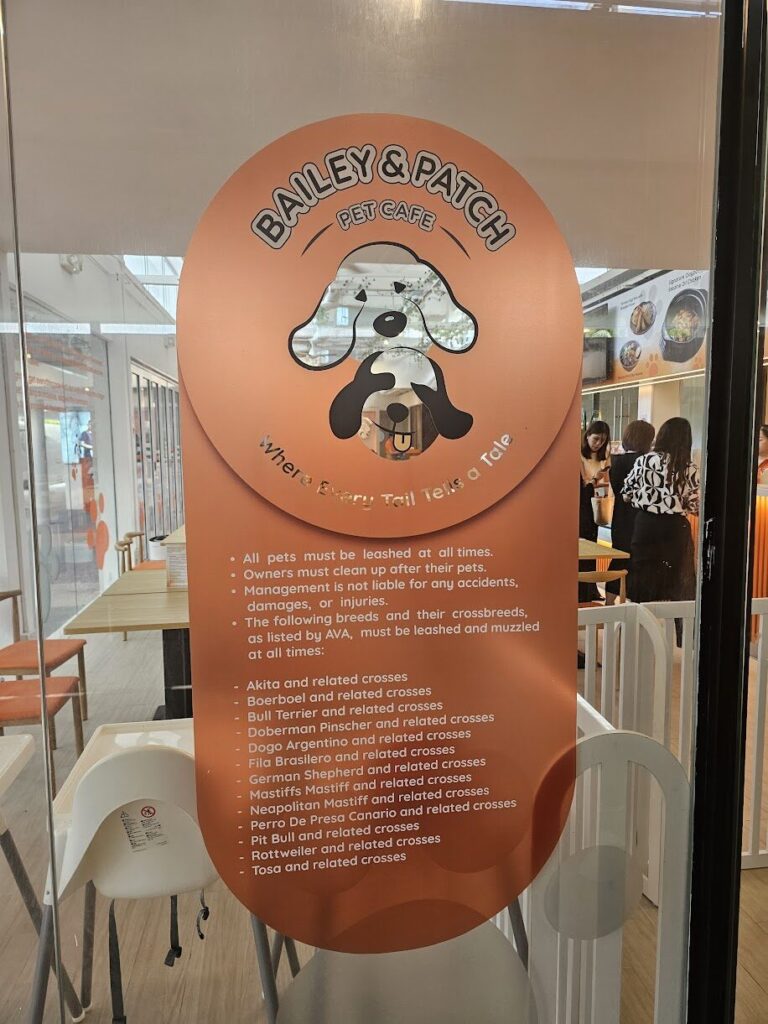 BAILEY & PATCH
PET CAFE
Where Every Tail Tells a Tale
• All pets must be leashed at all times.
• Owners must clean up after their pets.
• Management is not liable for any accidents,
damages, or injuries.
• The following breeds and their crossbreeds,
as listed by AVA, must be leashed and muzzled
at all times:
- Akita and related crosses
- Boerboel and related crosses
- Bull Terrier and related crosses
- Doberman Pinscher and related crosses
- Dogo Argentino and related crosses
- Fila Brasilero and related crosses
- German Shepherd and related crosses
- Mastiffs Mastiff and related crosses
- Neapolitan Mastiff and related crosses
- Perro De Presa Canario and related crosses
- Pit Bull and related crosses
- Rottweiler and related crosses
- Tosa and related crosses